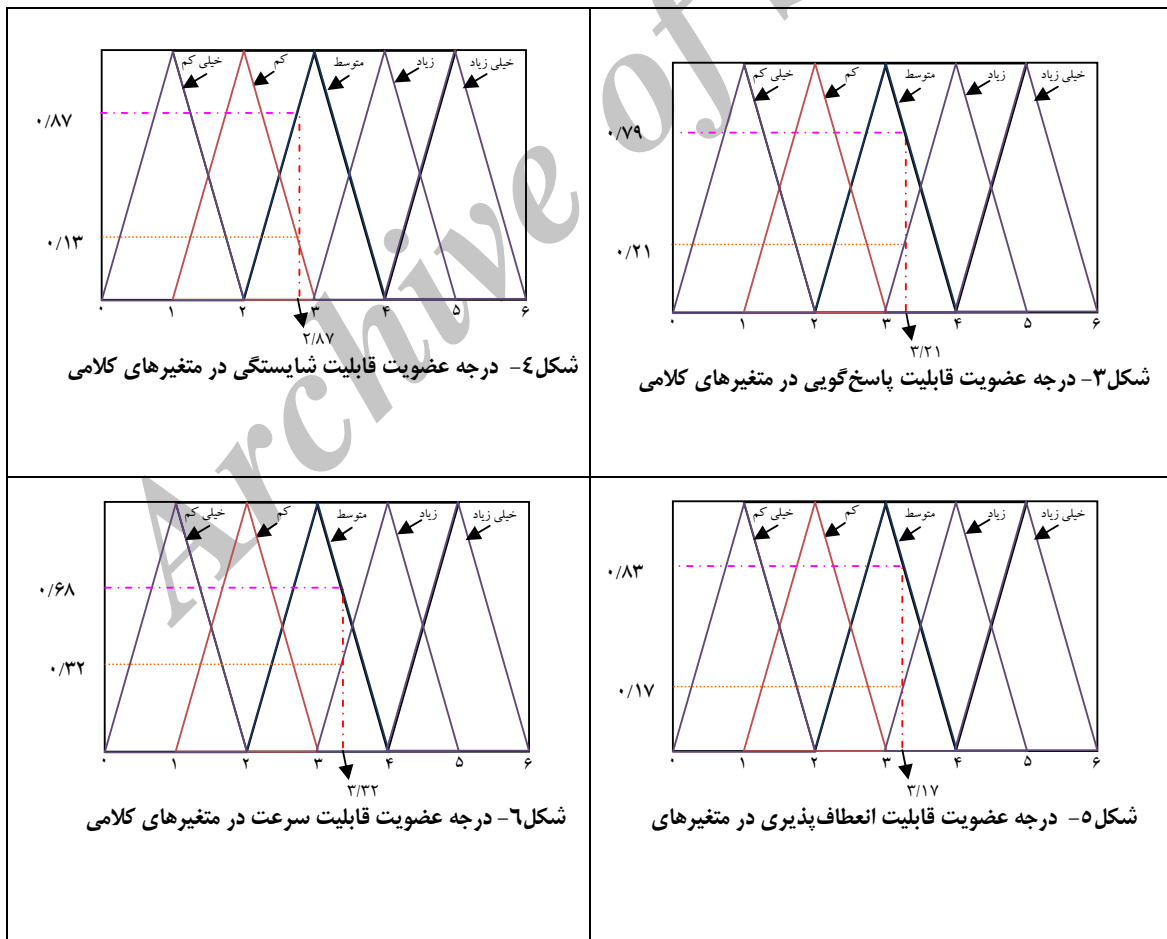 خیلی کم کم متوسط زیاد خیلی زیاد
۰/۷۹
۰/۲۱
۰ ۱ ۲ ۳ ۴ ۵ ۶
۳/۲۱
شکل۳- درجه عضویت قابلیت پاسخ‌گویی در متغیرهای کلامی
خیلی کم کم متوسط زیاد خیلی زیاد
۰/۸۷
۰/۱۳
۰ ۱ ۲ ۳ ۴ ۵ ۶
۲/۸۷
شکل٤- درجه عضویت قابلیت شایستگی در متغیرهای کلامی
خیلی کم کم متوسط زیاد خیلی زیاد
۰/۸۳
۰/۱۷
۰ ۱ ۲ ۳ ۴ ۵ ۶
۳/۱۷
شکل۵- درجه عضویت قابلیت انعطاف‌پذیری در متغیرهای
خیلی کم کم متوسط زیاد خیلی زیاد
۰/۶۸
۰/۳۲
۰ ۱ ۲ ۳ ۴ ۵ ۶
۳/۳۲
شکل٦- درجه عضویت قابلیت سرعت در متغیرهای کلامی
Archive of